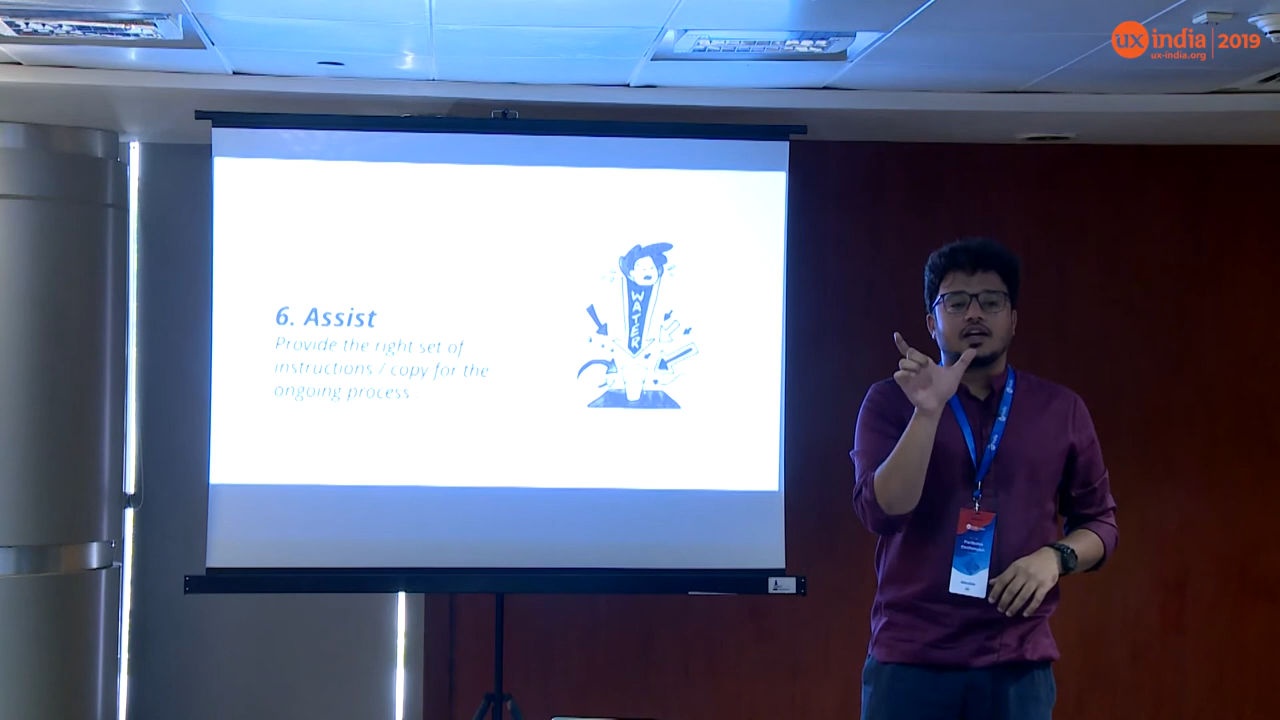 ux india 2019
ux-india.org
6. Assist
Provide the right set of
instructions / copy for the
ongoing process
WATER